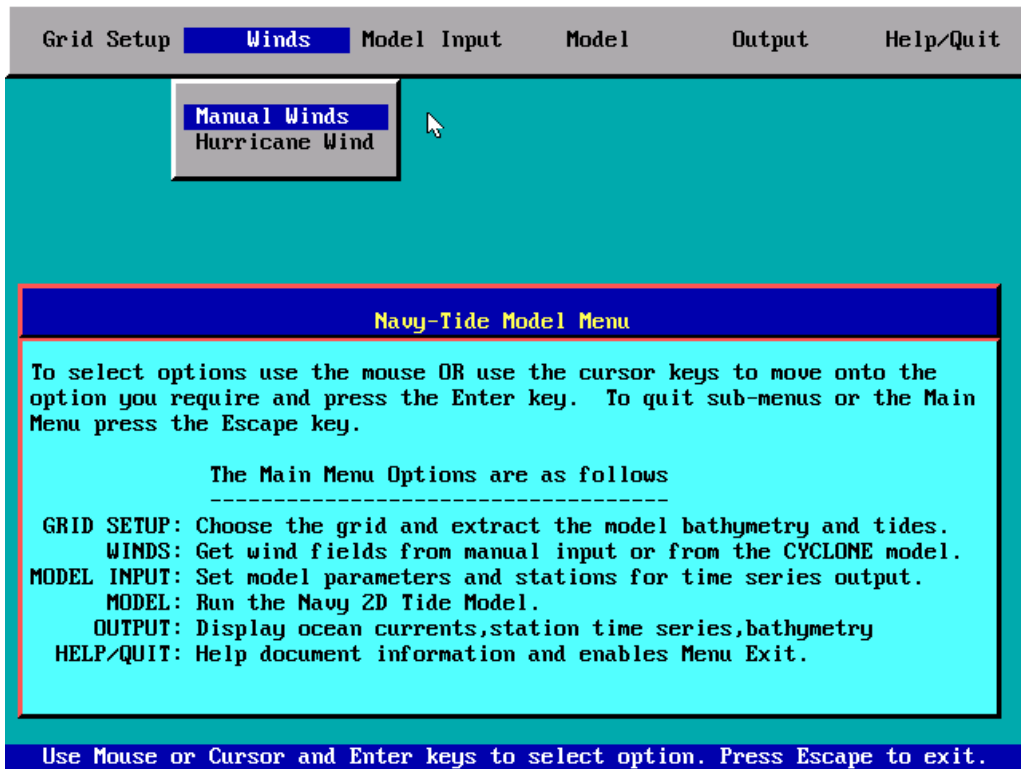 Grid Setup Winds Model Input Model Output Help/Quit
Manual Winds
Hurricane Wind
Navy-Tide Model Menu
To select options use the mouse OR use the cursor keys to move onto the
option you require and press the Enter key. To quit sub-menus or the Main
Menu press the Escape key.
The Main Menu Options are as follows
------------------------------------
GRID SETUP: Choose the grid and extract the model bathymetry and tides.
WINDS: Get wind fields from manual input or from the CYCLONE model.
MODEL INPUT: Set model parameters and stations for time series output.
MODEL: Run the Navy 2D Tide Model.
OUTPUT: Display ocean currents,station time series,bathymetry
HELP/QUIT: Help document information and enables Menu Exit.
Use Mouse or Cursor and Enter keys to select option. Press Escape to exit.